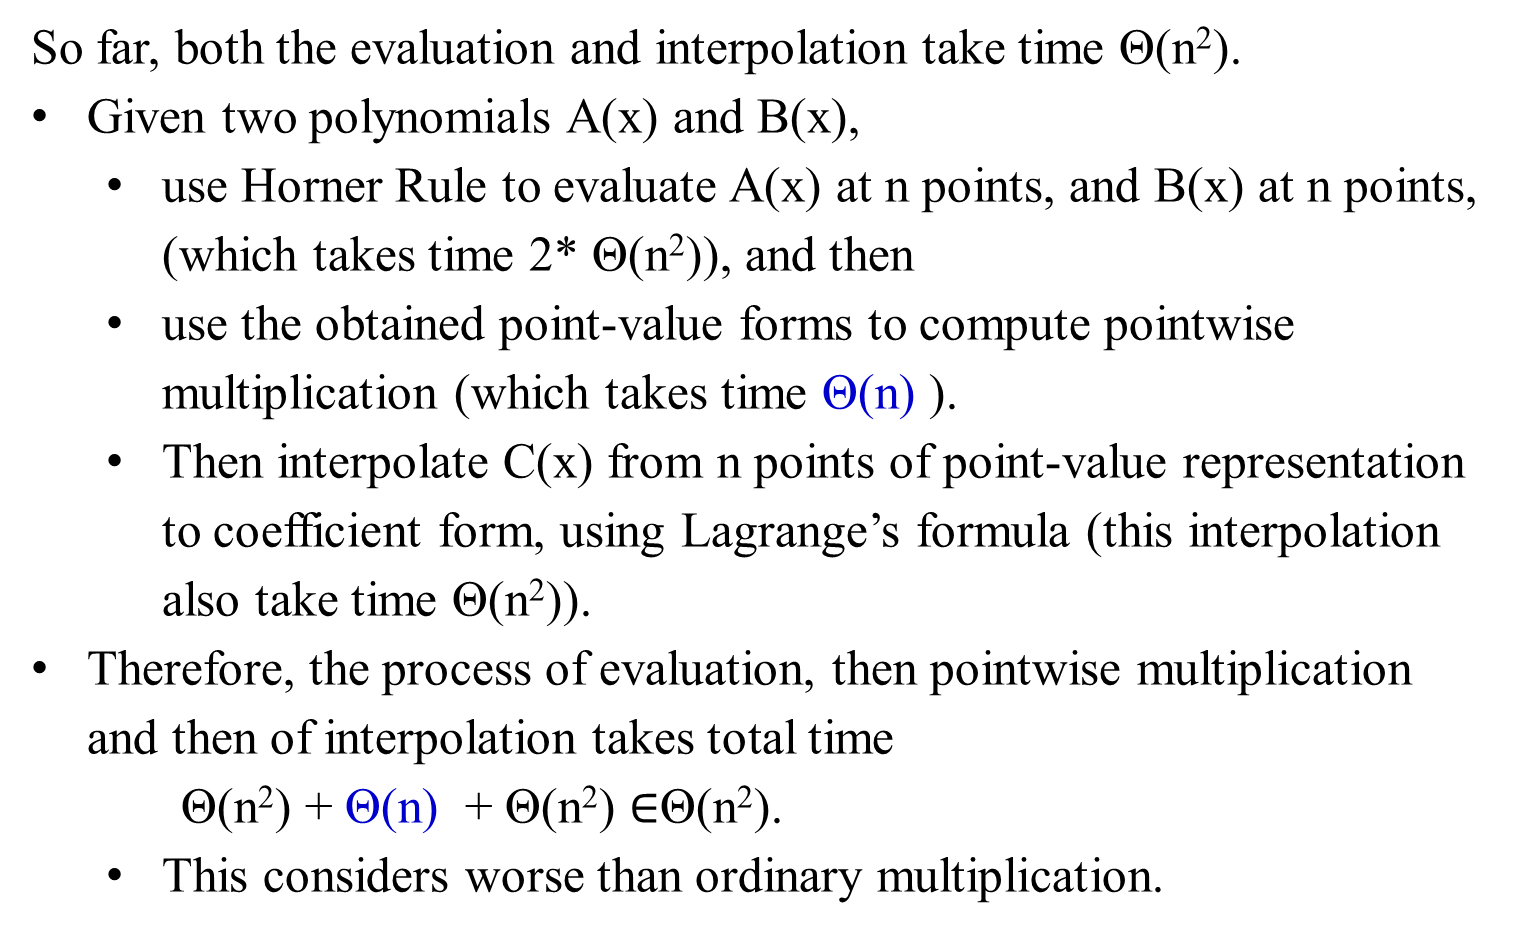 So far, both the evaluation and interpolation take time Θ(n²).
• Given two polynomials A(x) and B(x),
• use Horner Rule to evaluate A(x) at n points, and B(x) at n points,
(which takes time 2* Θ(n²)), and then
• use the obtained point-value forms to compute pointwise
multiplication (which takes time Θ(n) ).
• Then interpolate C(x) from n points of point-value representation
to coefficient form, using Lagrange’s formula (this interpolation
also take time Θ(n²)).
• Therefore, the process of evaluation, then pointwise multiplication
and then of interpolation takes total time
Θ(n²) + Θ(n) + Θ(n²) ∈Θ(n²).
• This considers worse than ordinary multiplication.